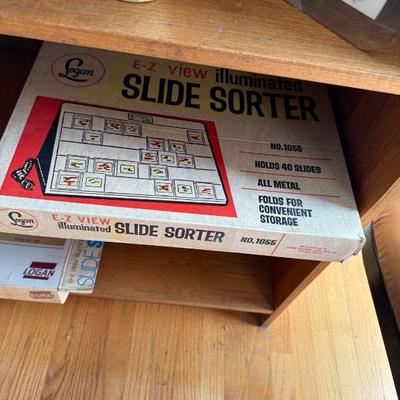 Logan
E-Z View illuminated
SLIDE SORTER
NO. 1055
HOLDS 40 SLIDES
ALL METAL
FOLDS FOR
CONVENIENT
STORAGE
Logan
E-Z VIEW
illuminated SLIDE SORTER NO. 1055
LOGAN
SLIDE S